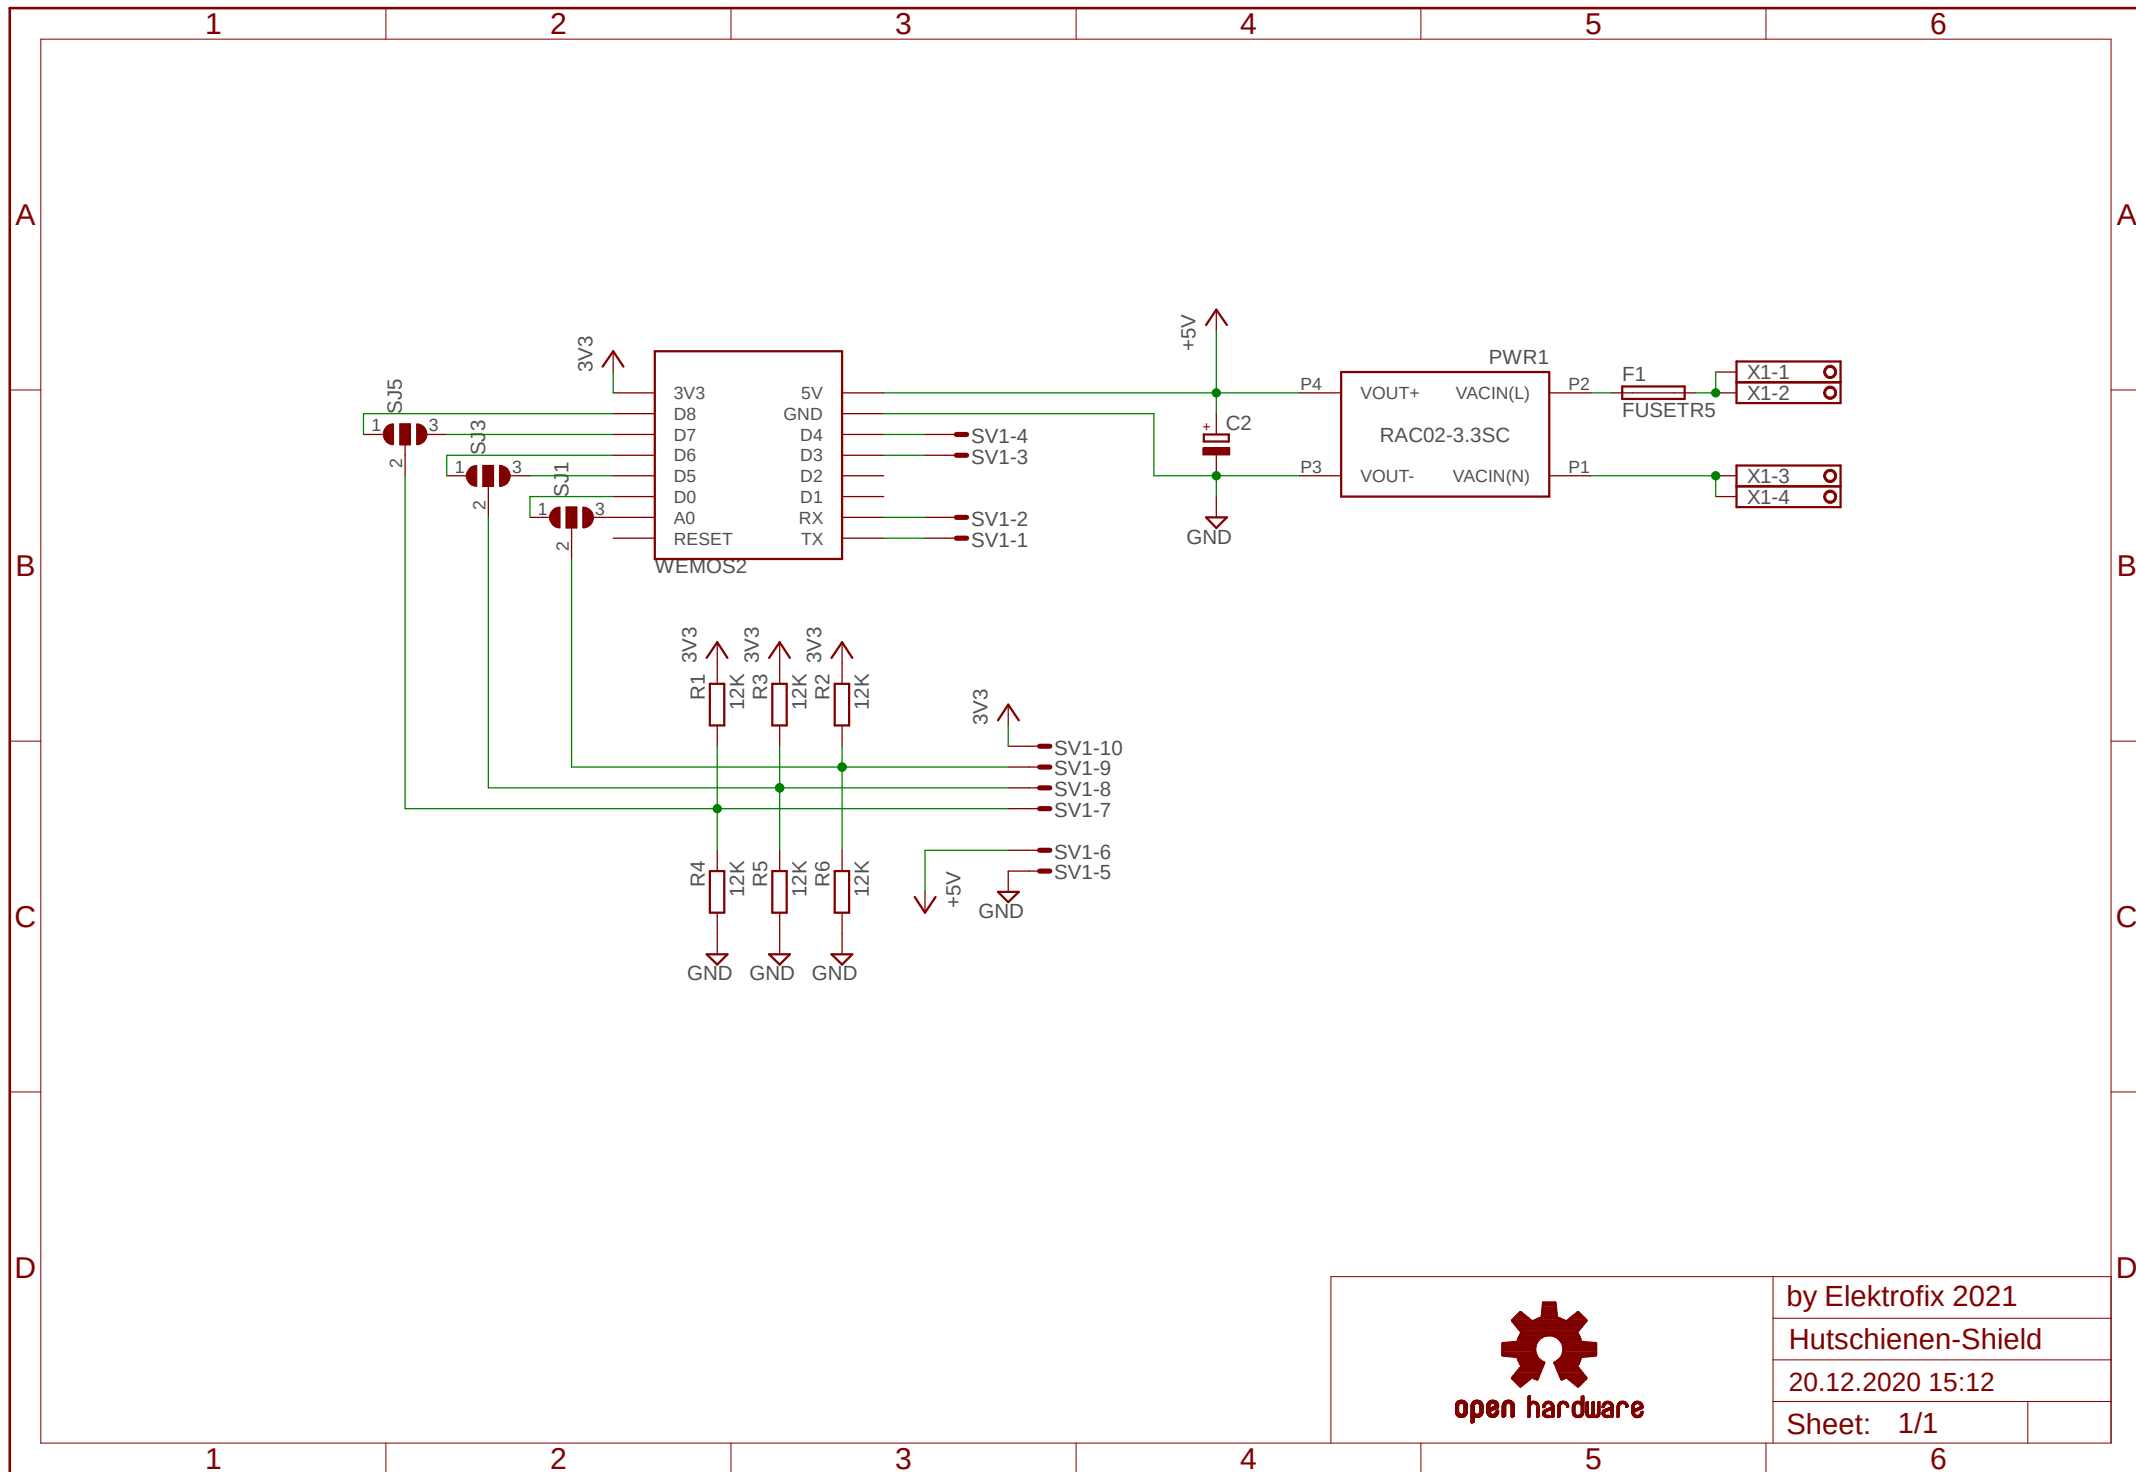 1 2 3 4 5 6
A A
+5V
3V3
PWR1
SJ5
3V3 5V
P4 VOUT+ VACIN(L) P2
F1
FUSETR5
X1-1
X1-2
D8 GND
1 3
2
D7 D4 SV1-4
C2
+
RAC02-3.3SC
SJ3
D6 D3 SV1-3
1 3
2
D5 D2
P3 VOUT- VACIN(N) P1
X1-3
X1-4
SJ1
D0 D1
1 3
2
A0 RX SV1-2
RESET TX SV1-1
GND
WEMOS2
B B
3V3 3V3 3V3
R1 12K R3 12K R2 12K
3V3
SV1-10
SV1-9
SV1-8
SV1-7
SV1-6
SV1-5
R4 12K R5 12K R6 12K
+5V
GND
C C
GND GND GND
D D
by Elektrofix 2021
Hutschienen-Shield
20.12.2020 15:12
Sheet: 1/1
open hardware
1 2 3 4 5 6